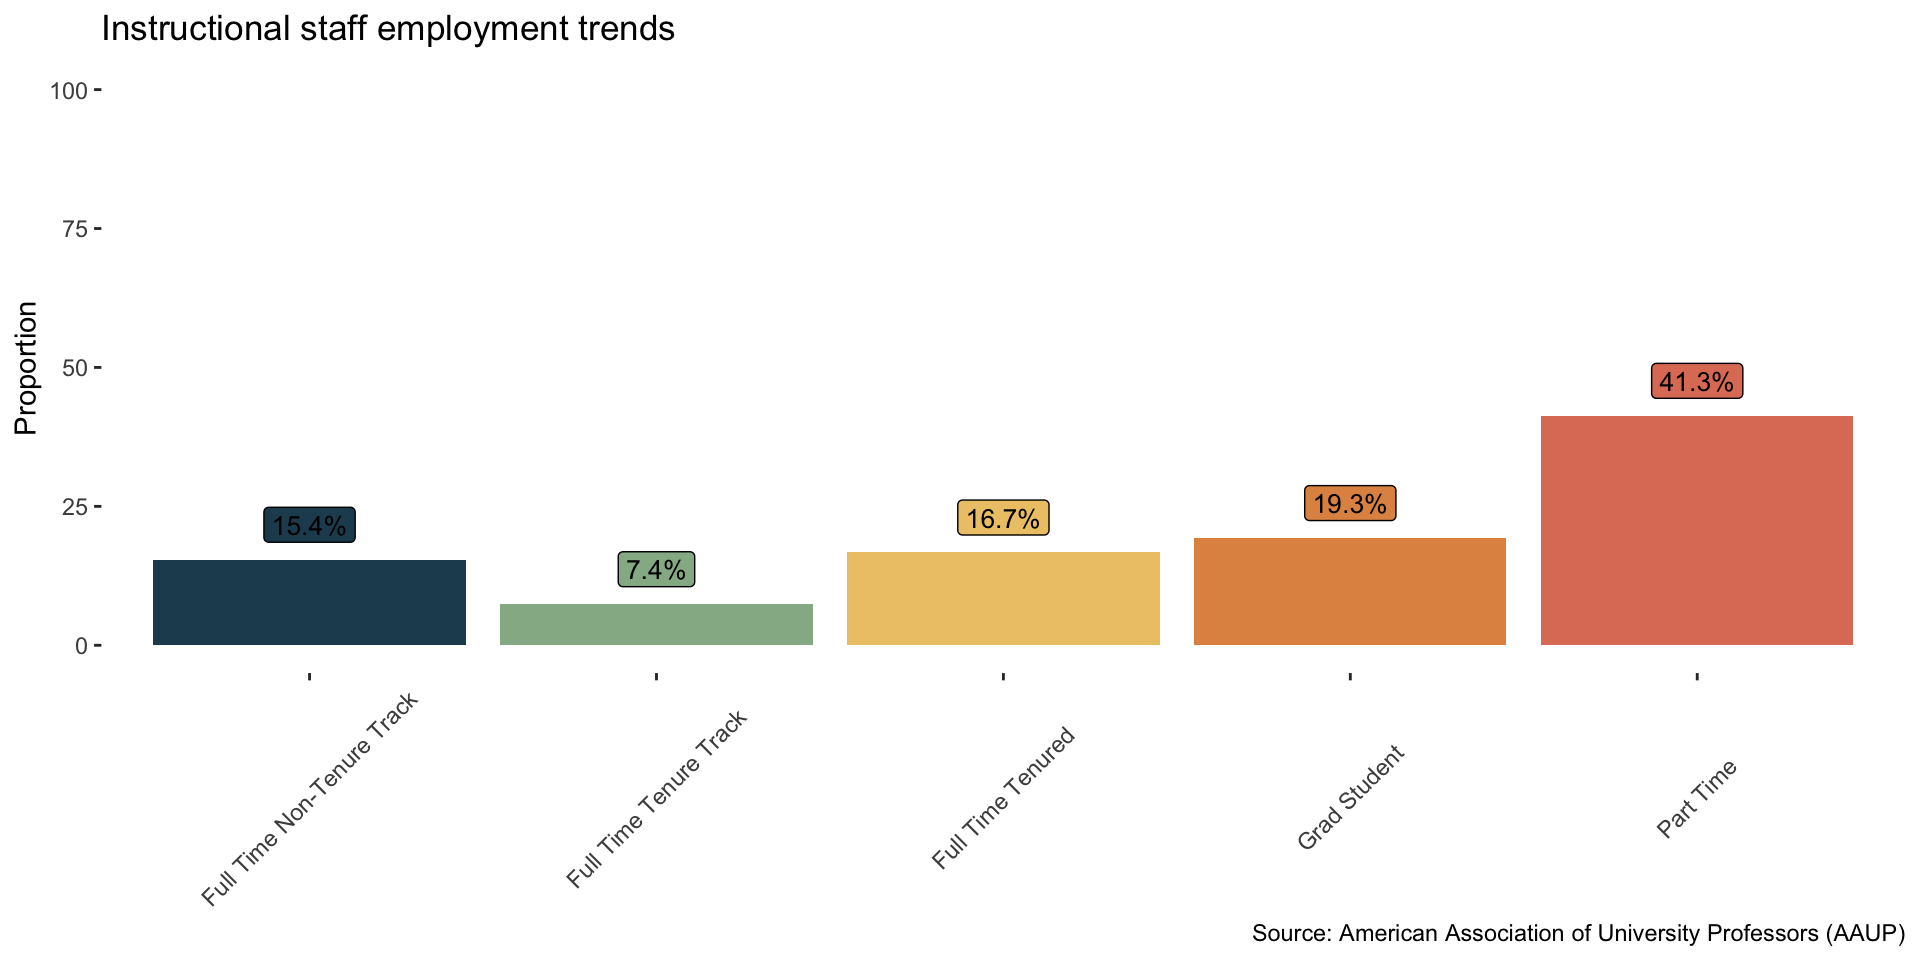 Instructional staff employment trends
100
75
50
25
0
Proportion
15.4%
7.4%
16.7%
19.3%
41.3%
Full Time Non-Tenure Track
Full Time Tenure Track
Full Time Tenured
Grad Student
Part Time
Source: American Association of University Professors (AAUP)